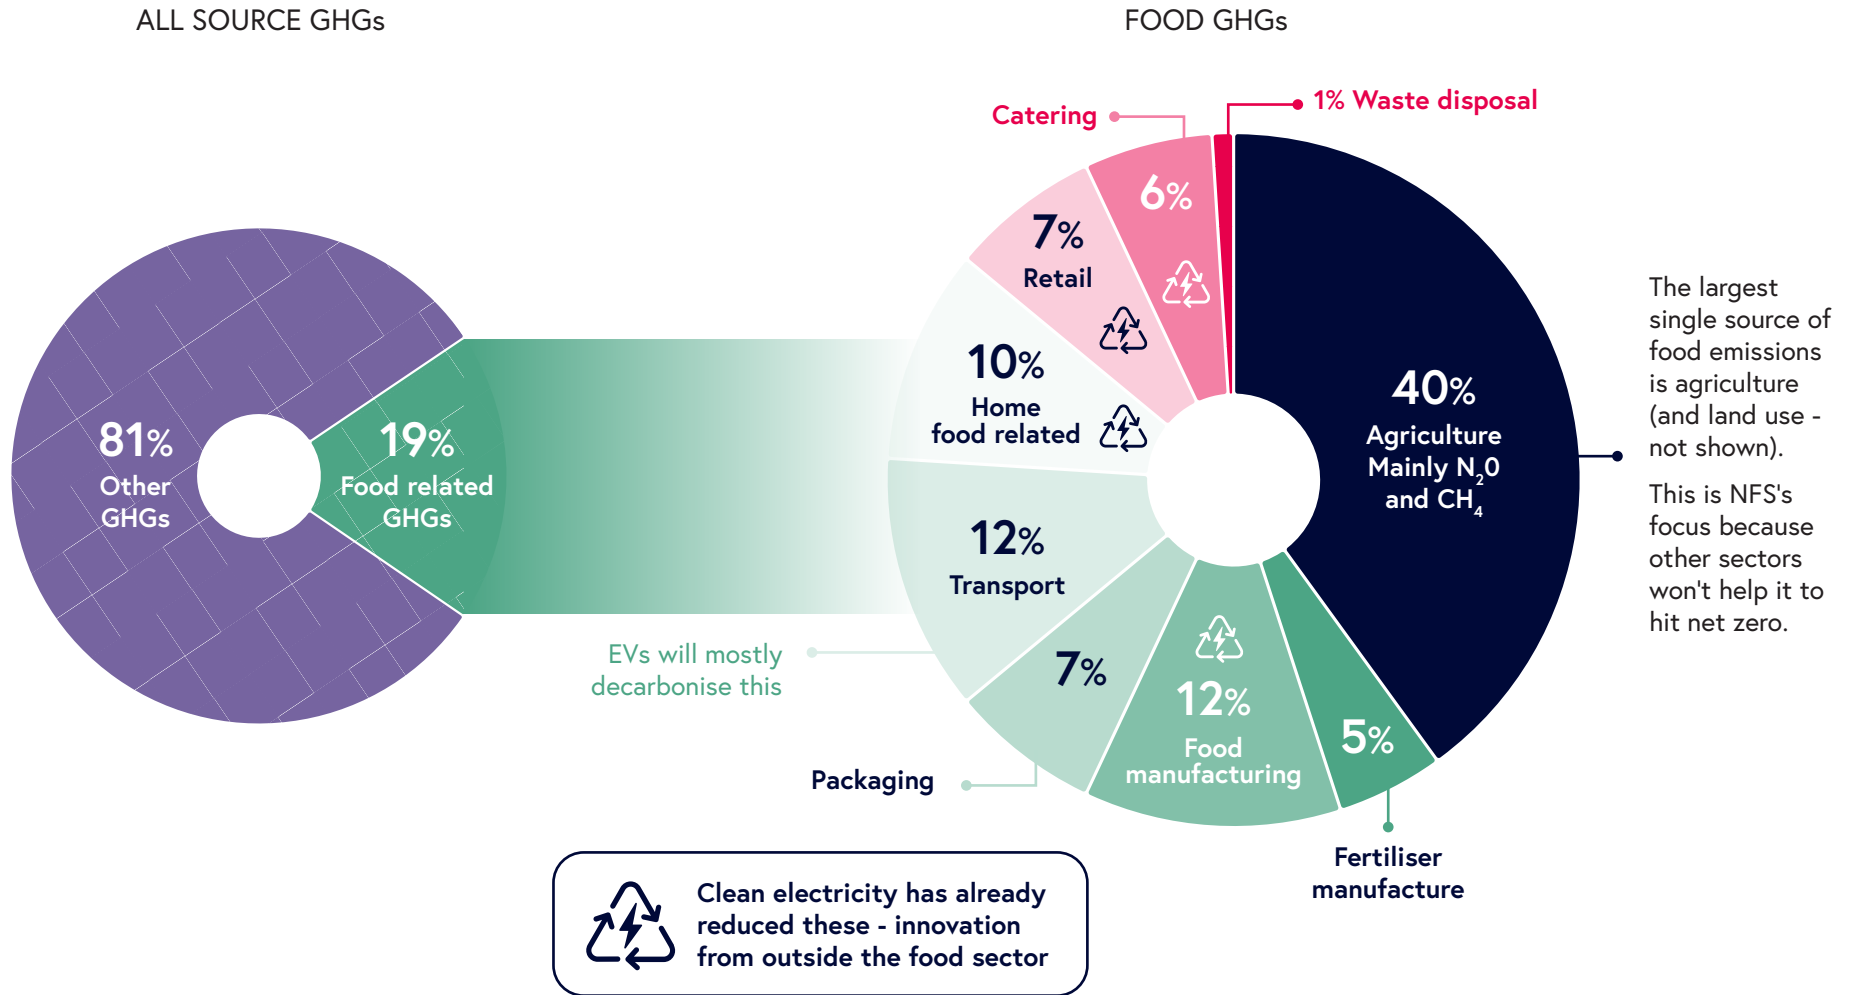 ALL SOURCE GHGs
FOOD GHGs
81%
Other
GHGs
19%
Food related
GHGs
Catering
1% Waste disposal
6%
7%
Retail
10%
Home
food related
12%
Transport
EVs will mostly
decarbonise this
7%
Packaging
12%
Food
manufacturing
5%
Fertiliser
manufacture
40%
Agriculture
Mainly N₂0
and CH₄
The largest
single source of
food emissions
is agriculture
(and land use -
not shown).
This is NFS's
focus because
other sectors
won't help it to
hit net zero.
Clean electricity has already
reduced these - innovation
from outside the food sector